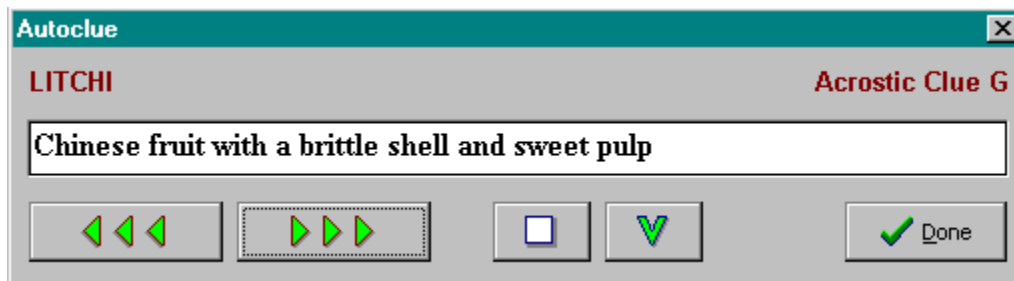 Autoclue
LITCHI Acrostic Clue G
Chinese fruit with a brittle shell and sweet pulp
Done